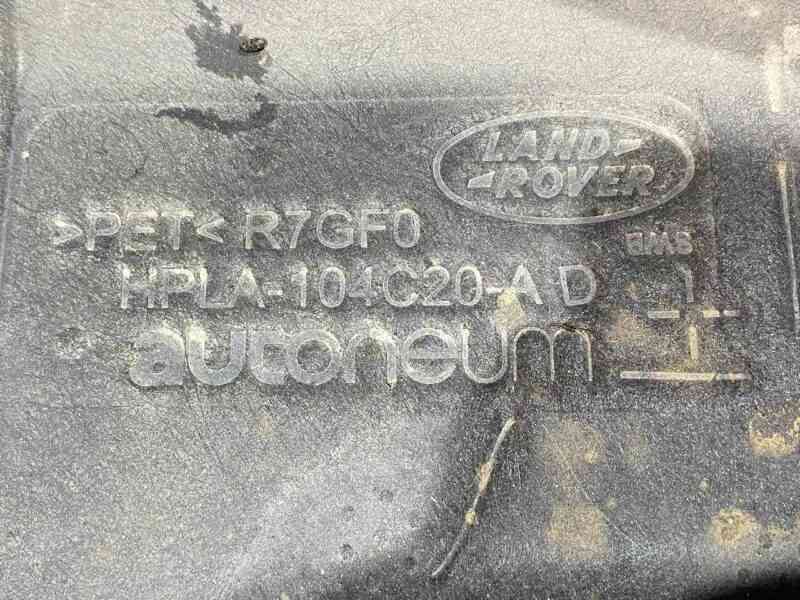 LAND
ROVER
>PET< R7GF0
HPLA-104C20-A D
autoneum